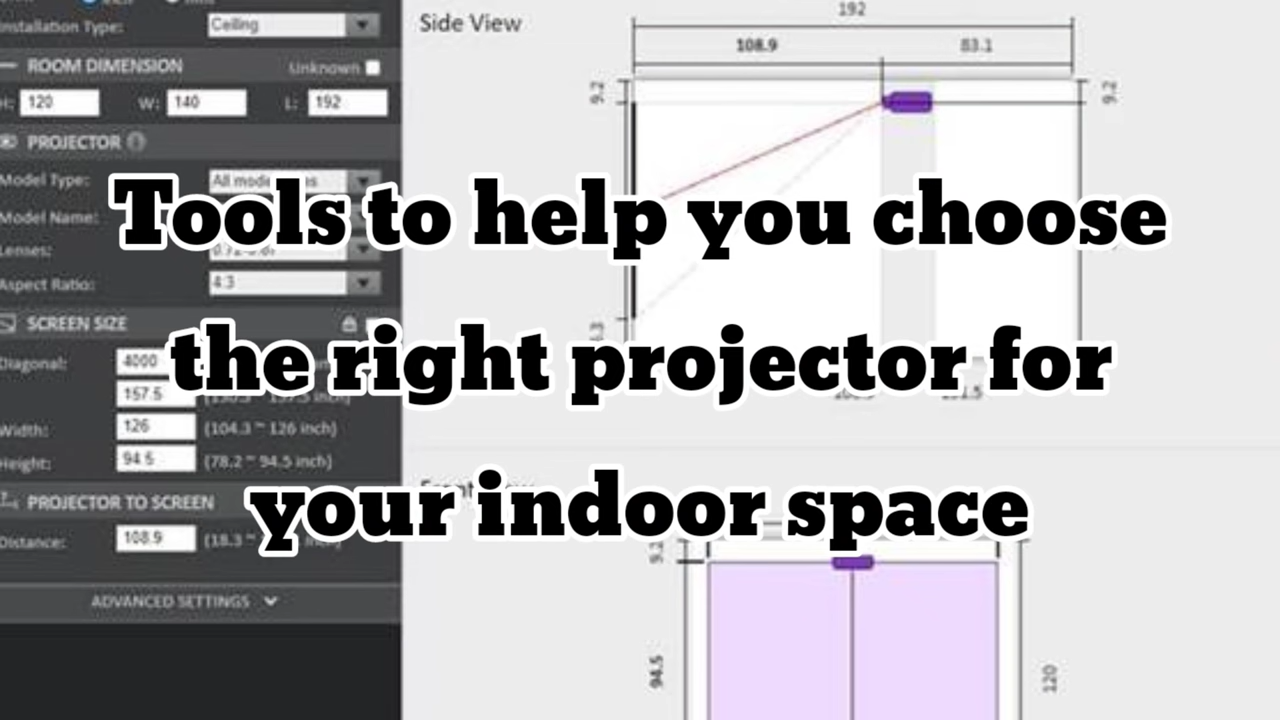 Installation Type: Ceiling
ROOM DIMENSION Unknown
H: 120 W: 140 L: 192
PROJECTOR
Model Type:
Model Name:
Lenses:
Aspect Ratio: 4:3
SCREEN SIZE
Diagonal: 4000
157.5
Width: 126 (104.3 ~ 126 inch)
Height: 94.5 (78.2 ~ 94.5 inch)
PROJECTOR TO SCREEN
Distance: 108.9
ADVANCED SETTINGS
Side View
192
108.9 83.1
9.2 9.2
Tools to help you choose
the right projector for
your indoor space
94.5 120